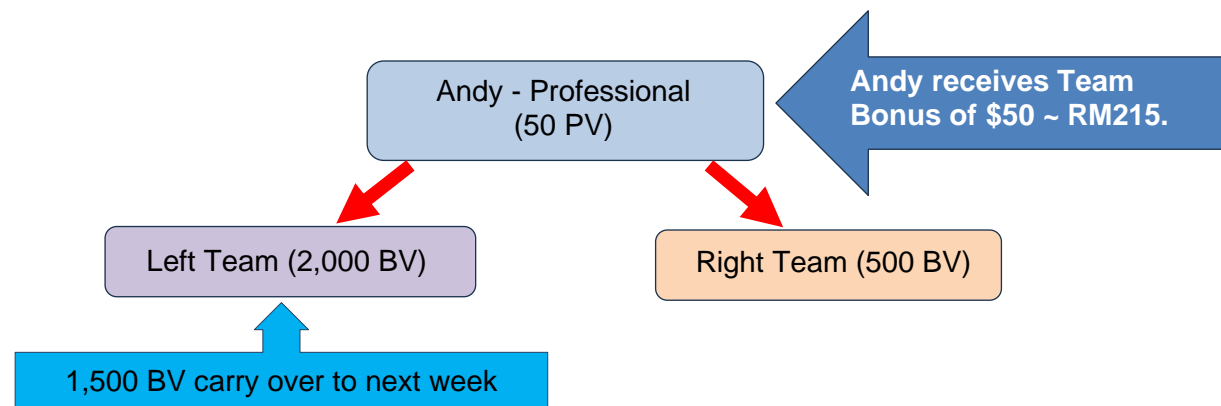 Andy - Professional
(50 PV)
Andy receives Team
Bonus of $50 ~ RM215.
Left Team (2,000 BV)
Right Team (500 BV)
1,500 BV carry over to next week